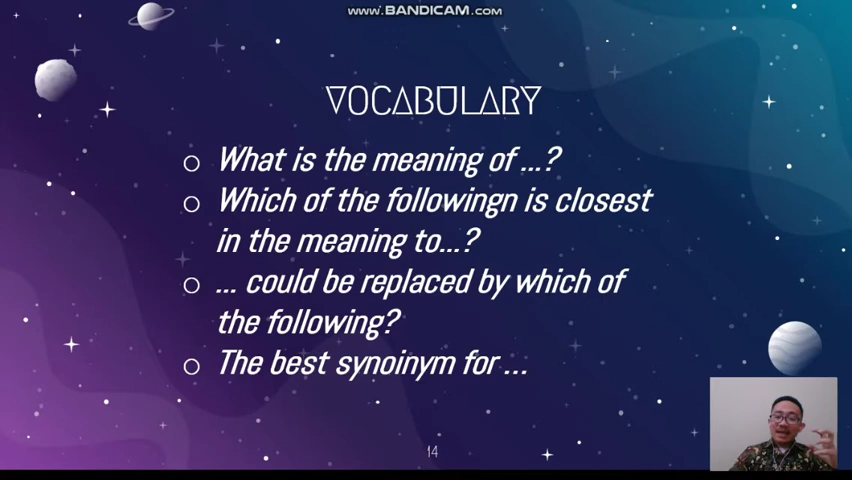 WWW.BANDICAM.COM
VOCABULARY
What is the meaning of ...?
Which of the followingn is closest
in the meaning to...?
... could be replaced by which of
the following?
The best synoinym for ...
14